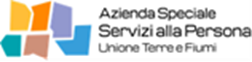 Azienda Speciale
Servizi alla Persona
Unione Terre e Fiumi